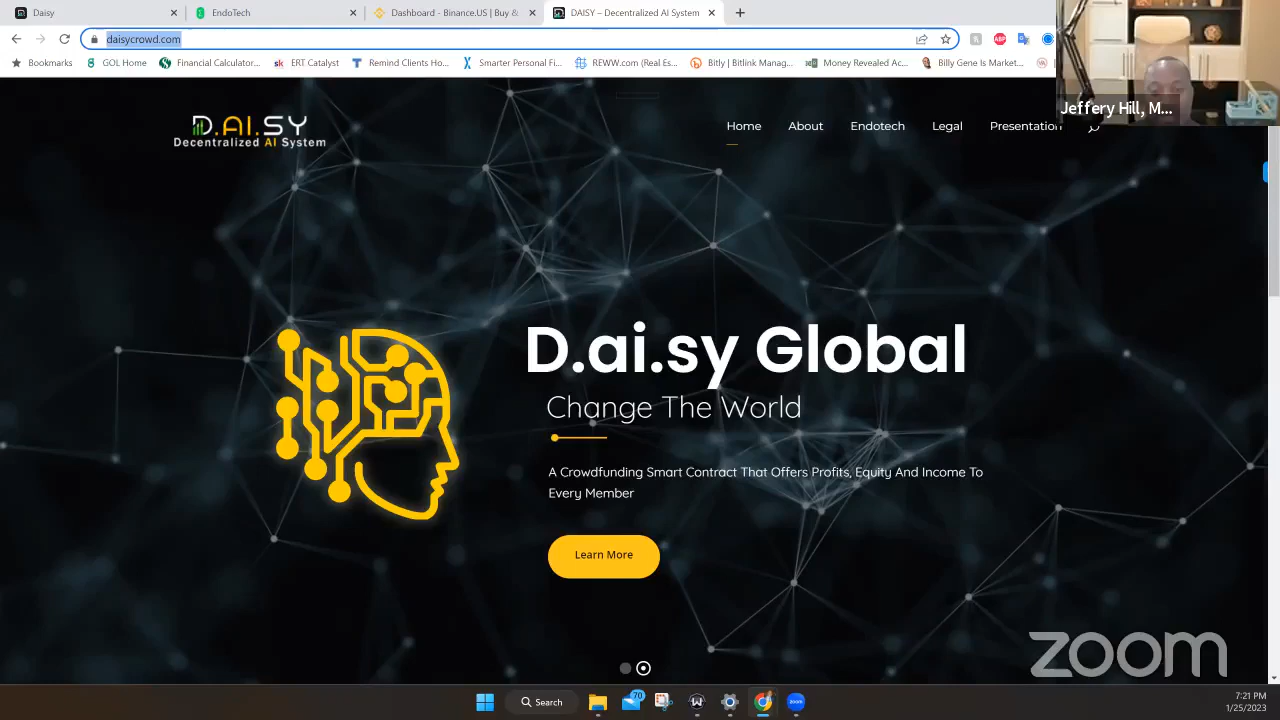 Daisy
EndoTech
Dashboard - Binance.US | Buy &
DAISY – Decentralized AI System
daisycrowd.com
ABP
Bookmarks
GOL Home
Financial Calculator...
sk ERT Catalyst
Remind Clients-Ho...
Smarter Personal Fi...
REWW.com (Real Es...
Bitly | Bitlink Manag...
Money Revealed Ac...
Billy Gene Is Market...
Jeffery Hill, M...
D.AI.SY
Decentralized AI System
Home
About
Endotech
Legal
Presentation
D.ai.sy Global
Change The World
A Crowdfunding Smart Contract That Offers Profits, Equity And Income To
Every Member
Learn More
zoom
Search
70
zoom
7:21 PM
1/25/2023